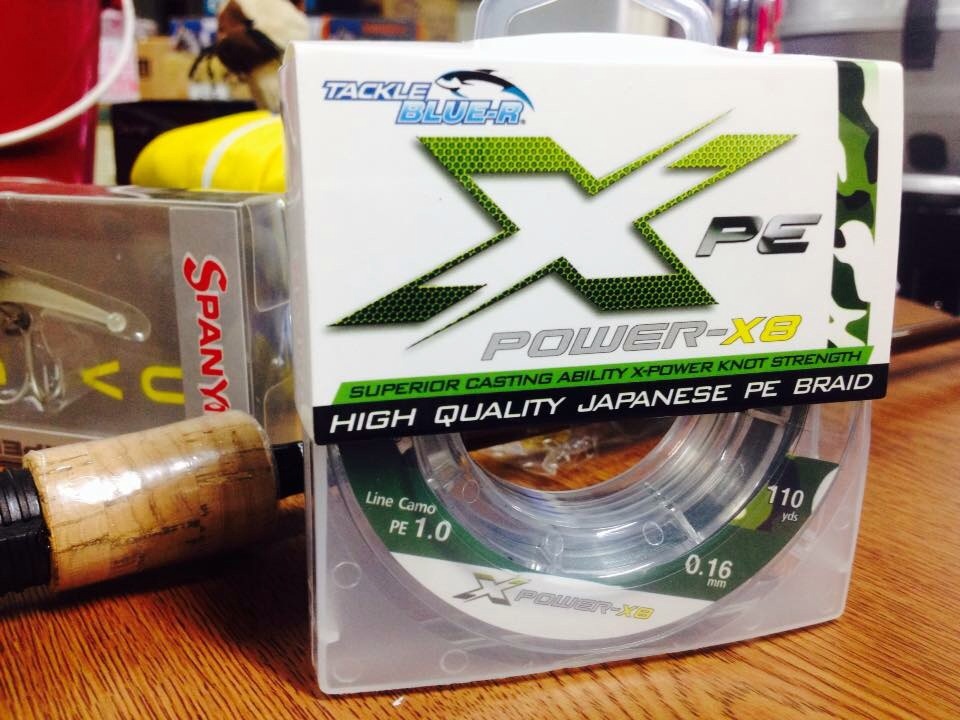 TACKLE
BLUE-R
X PE
POWER-X8
SUPERIOR CASTING ABILITY X-POWER KNOT STRENGTH
HIGH QUALITY JAPANESE PE BRAID
Line Camo
PE 1.0
110
yds
0.16
mm
X POWER-X8
SPANY